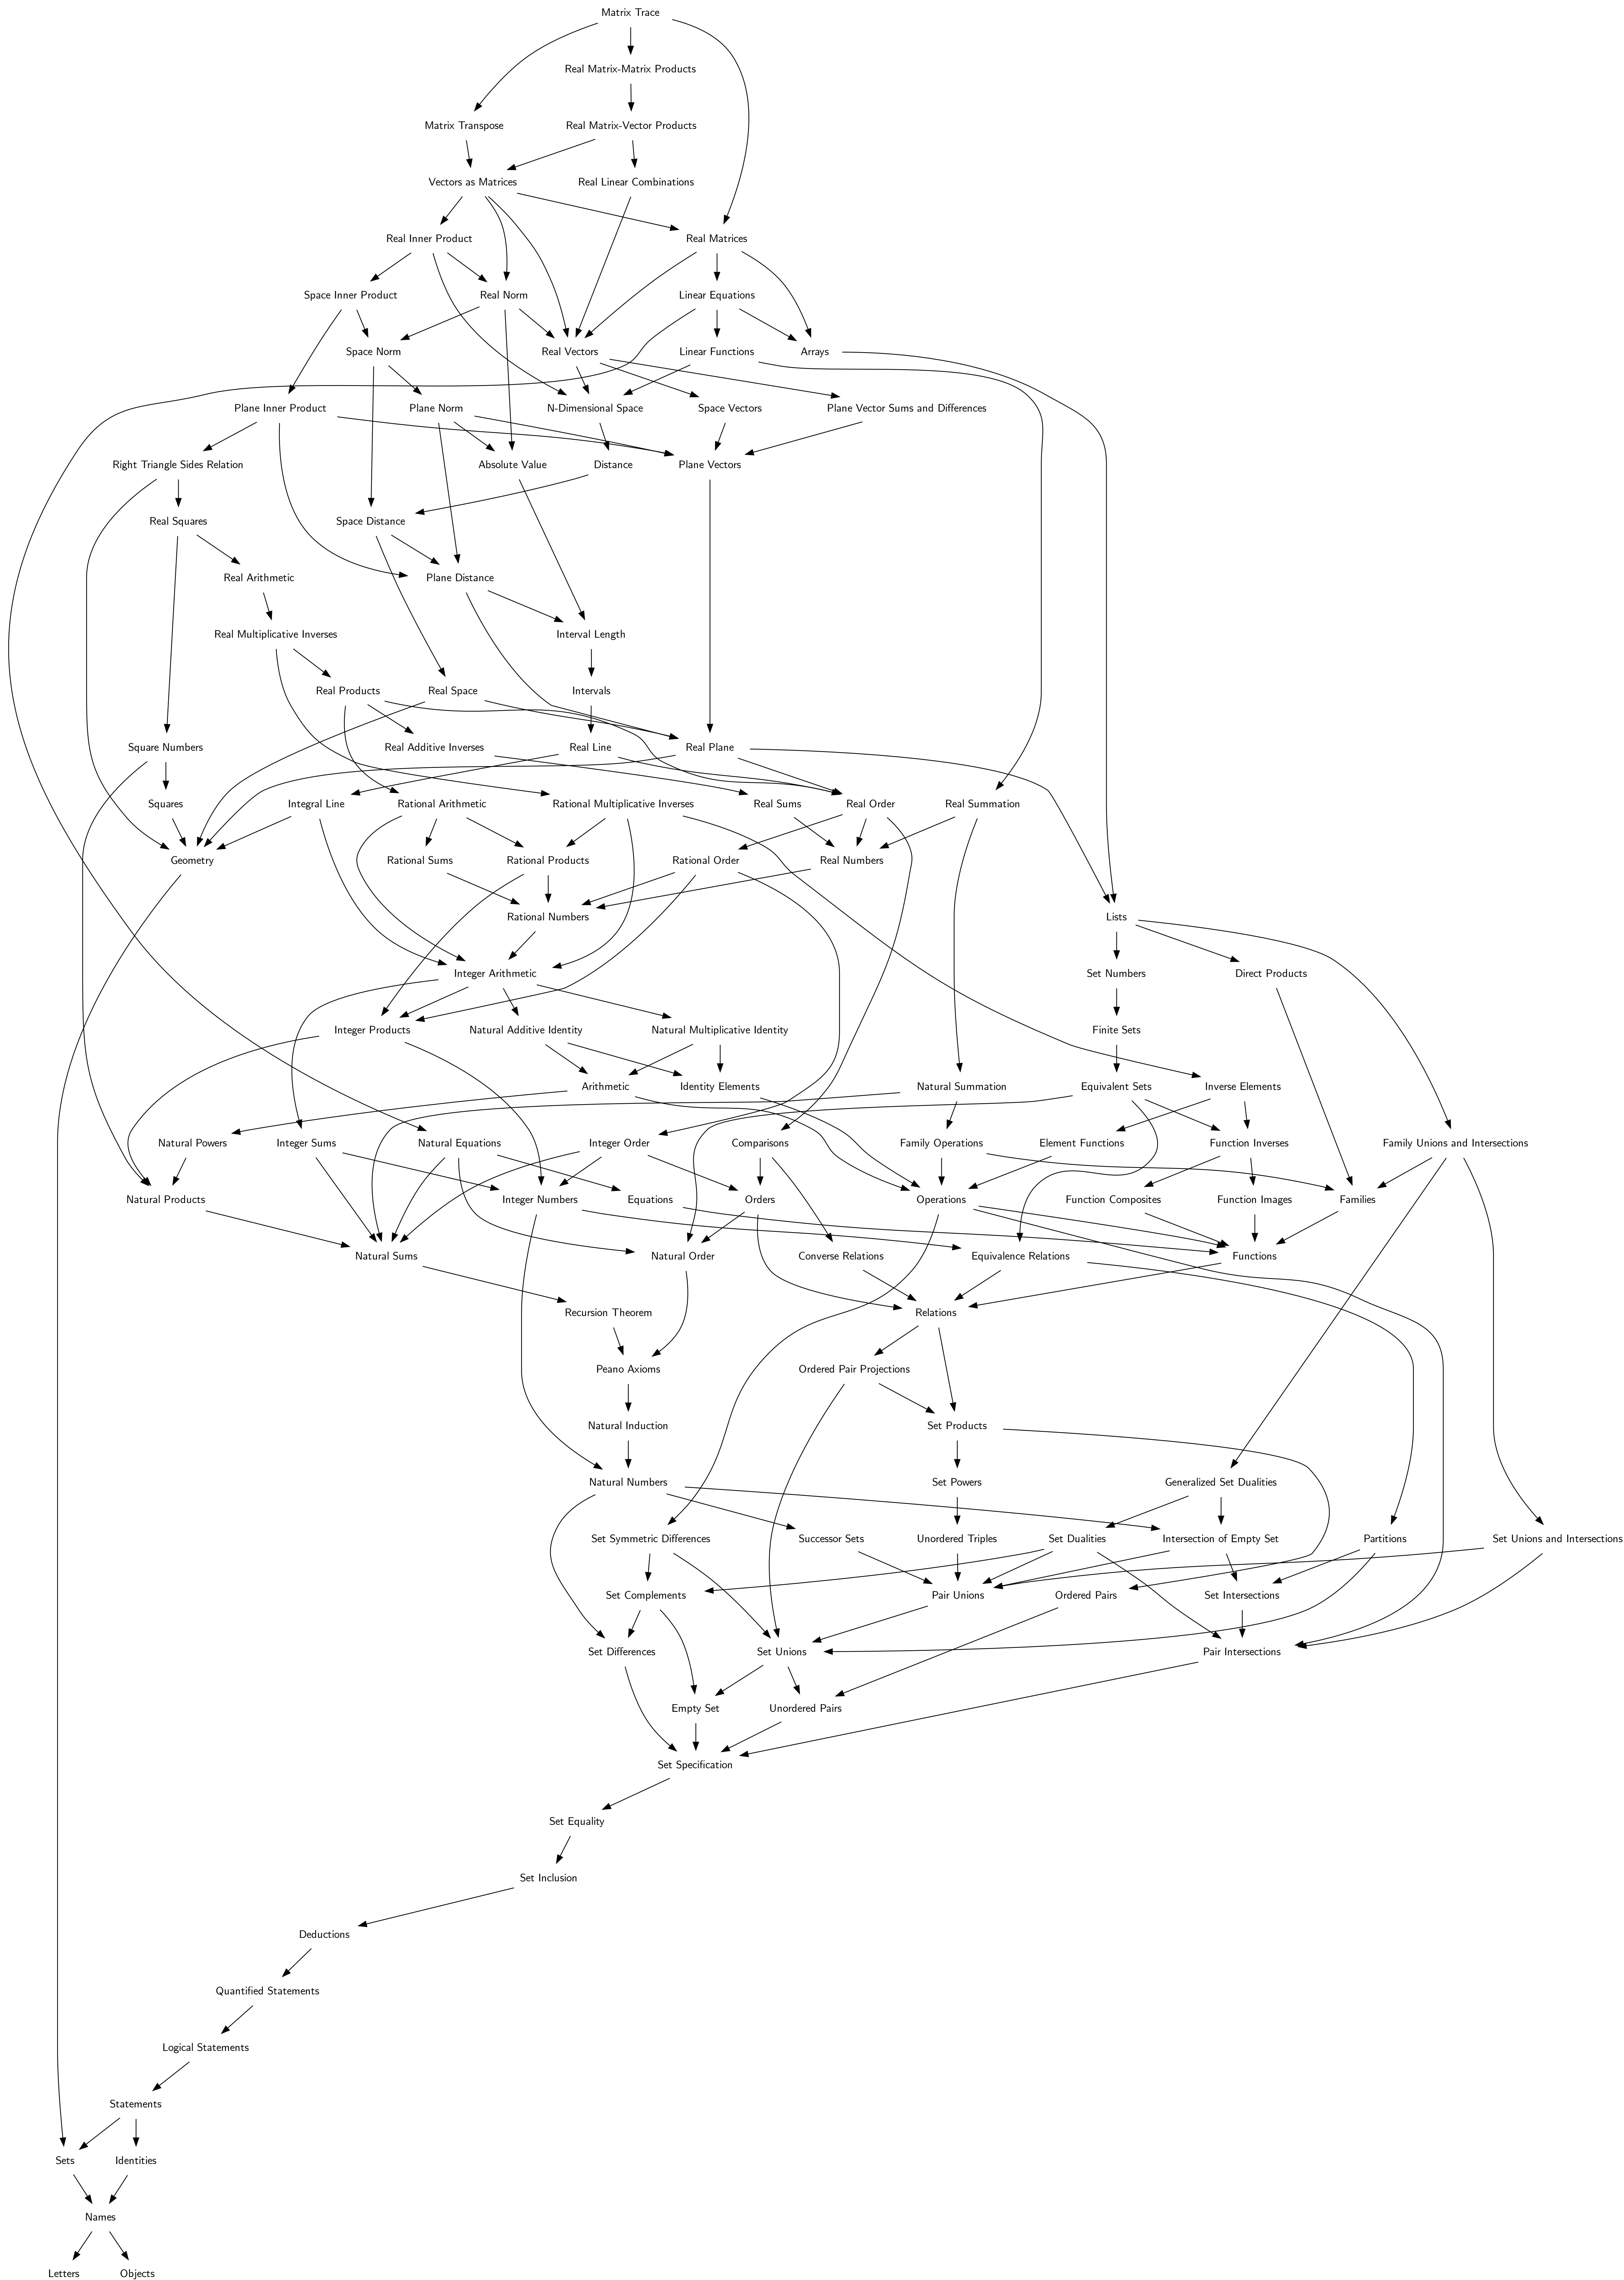 Matrix Trace
Real Matrix-Matrix Products
Matrix Transpose
Real Matrix-Vector Products
Vectors as Matrices
Real Linear Combinations
Real Inner Product
Real Matrices
Space Inner Product
Real Norm
Linear Equations
Space Norm
Real Vectors
Linear Functions
Arrays
Plane Inner Product
Plane Norm
N-Dimensional Space
Space Vectors
Plane Vector Sums and Differences
Right Triangle Sides Relation
Absolute Value
Distance
Plane Vectors
Real Squares
Space Distance
Real Arithmetic
Plane Distance
Real Multiplicative Inverses
Interval Length
Real Products
Real Space
Intervals
Square Numbers
Real Additive Inverses
Real Line
Real Plane
Squares
Integral Line
Rational Arithmetic
Rational Multiplicative Inverses
Real Sums
Real Order
Real Summation
Geometry
Rational Sums
Rational Products
Rational Order
Real Numbers
Rational Numbers
Lists
Integer Arithmetic
Set Numbers
Direct Products
Integer Products
Natural Additive Identity
Natural Multiplicative Identity
Finite Sets
Arithmetic
Identity Elements
Natural Summation
Equivalent Sets
Inverse Elements
Natural Powers
Integer Sums
Natural Equations
Integer Order
Comparisons
Family Operations
Element Functions
Function Inverses
Family Unions and Intersections
Natural Products
Integer Numbers
Equations
Orders
Operations
Function Composites
Function Images
Families
Natural Sums
Natural Order
Converse Relations
Equivalence Relations
Functions
Recursion Theorem
Relations
Peano Axioms
Ordered Pair Projections
Natural Induction
Set Products
Natural Numbers
Set Powers
Generalized Set Dualities
Set Symmetric Differences
Successor Sets
Unordered Triples
Set Dualities
Intersection of Empty Set
Partitions
Set Unions and Intersections
Set Complements
Pair Unions
Ordered Pairs
Set Intersections
Set Differences
Set Unions
Pair Intersections
Empty Set
Unordered Pairs
Set Specification
Set Equality
Set Inclusion
Deductions
Quantified Statements
Logical Statements
Statements
Sets
Identities
Names
Letters
Objects